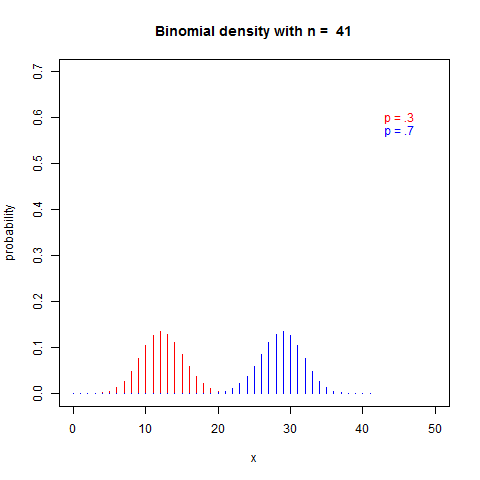 Binomial density with n =  41
0.7
0.6
0.5
0.4
0.3
0.2
0.1
0.0
probability
p = .3
p = .7
0 10 20 30 40 50
x